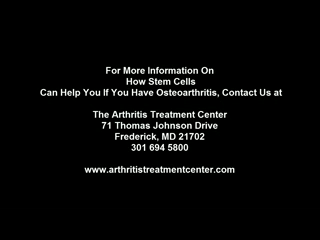 For More Information On
How Stem Cells
Can Help You If You Have Osteoarthritis, Contact Us at
The Arthritis Treatment Center
71 Thomas Johnson Drive
Frederick, MD 21702
301 694 5800
www.arthritistreatmentcenter.com